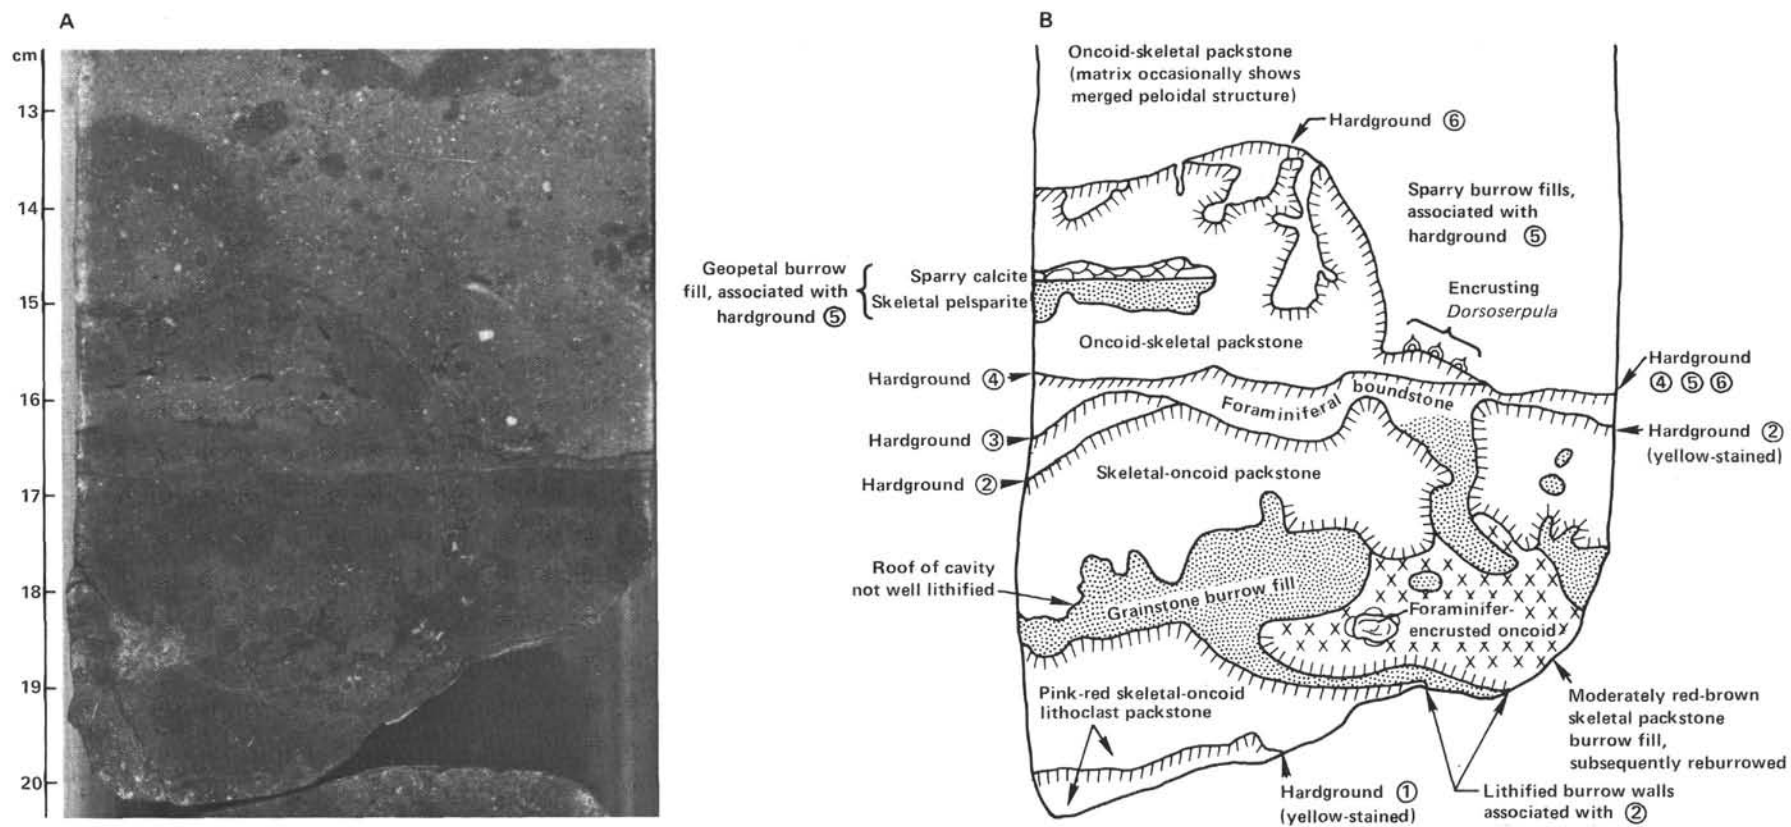 A
cm
13
14
15
16
17
18
19
20
B
Oncoid-skeletal packstone
(matrix occasionally shows
merged peloidal structure)
Hardground ⑥
Sparry burrow fills,
associated with
hardground ⑤
Geopetal burrow
fill, associated with
hardground ⑤
Sparry calcite
Skeletal pelsparite
Encrusting
Dorsoserpula
Oncoid-skeletal packstone
Hardground ④
Hardground
④ ⑤ ⑥
Foraminiferal boundstone
Hardground ③
Hardground ②
(yellow-stained)
Hardground ②
Skeletal-oncoid packstone
Roof of cavity
not well lithified
Grainstone burrow fill
Foraminifer-
encrusted oncoid
Pink-red skeletal-oncoid
lithoclast packstone
Moderately red-brown
skeletal packstone
burrow fill,
subsequently reburrowed
Hardground ①
(yellow-stained)
Lithified burrow walls
associated with ②